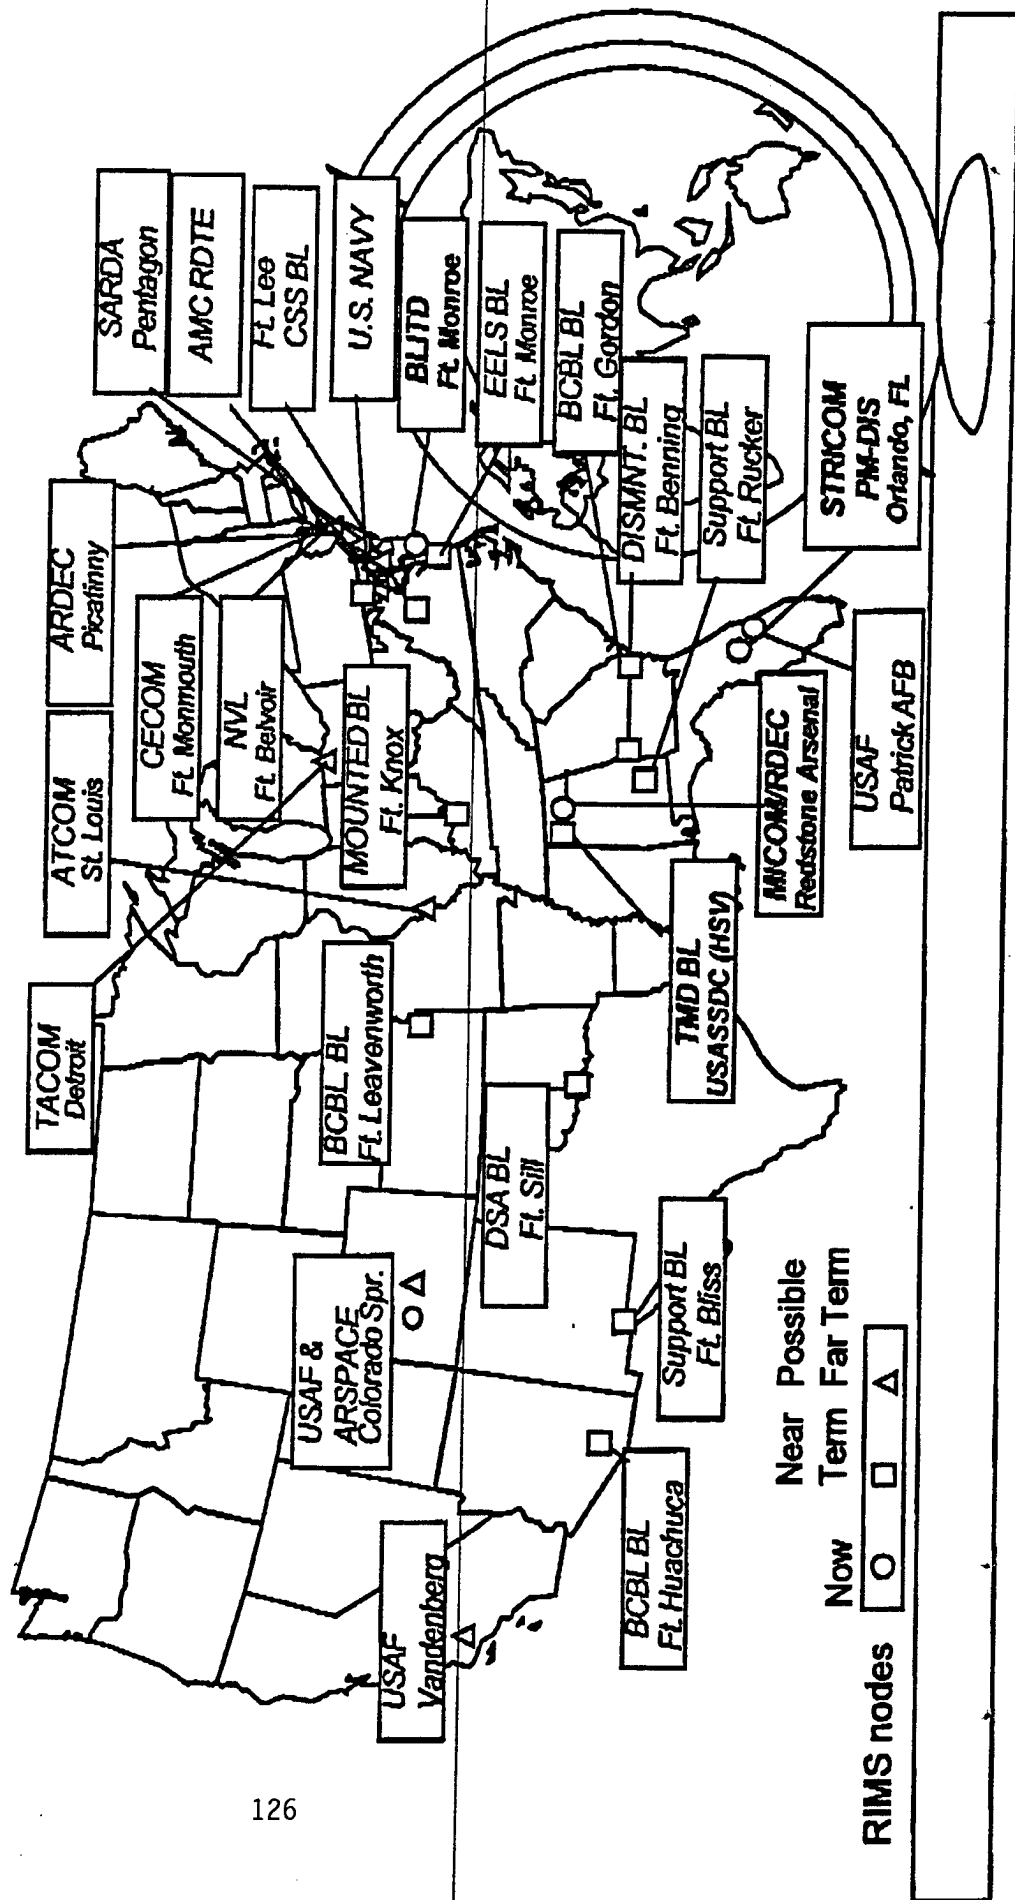 TACOM
Detroit
ATCOM
St. Louis
ARDEC
Picatinny
SARDA
Pentagon
AMC RDTE
Ft. Lee
CSS BL
U.S. NAVY
CECOM
Ft. Monmouth
NVL
Ft. Belvoir
MOUNTED BL
Ft. Knox
BLITD
Ft. Monroe
EELS BL
Ft. Monroe
BCBL BL
Ft. Gordon
DISMNT. BL
Ft. Benning
Support BL
Ft. Rucker
STRICOM
PM-DIS
Orlando, FL
USAF
Patrick AFB
MICOM/RDEC
Redstone Arsenal
TMD BL
USASSDC (HSV)
BCBL BL
Ft. Leavenworth
DSA BL
Ft. Sill
USAF &
ARSPACE
Colorado Spr.
Support BL
Ft. Bliss
USAF
Vandenberg
BCBL BL
Ft. Huachuca
Near Possible
Now Term Far Term
RIMS nodes
126